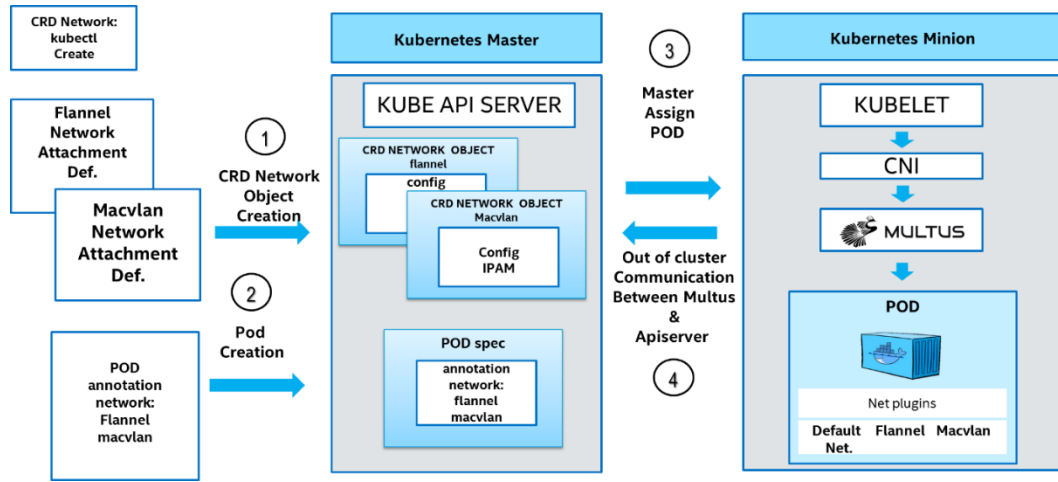 CRD Network:
kubectl
Create
Flannel
Network
Attachment
Def.
Macvlan
Network
Attachment
Def.
POD
annotation
network:
Flannel
macvlan
1
CRD Network
Object
Creation
2
Pod
Creation
Kubernetes Master
KUBE API SERVER
CRD NETWORK OBJECT
flannel
config
CRD NETWORK OBJECT
Macvlan
Config
IPAM
POD spec
annotation
network:
flannel
macvlan
3
Master
Assign
POD
Out of cluster
Communication
Between Multus
&
Apiserver
4
Kubernetes Minion
KUBELET
CNI
MULTUS
POD
Net plugins
Default Flannel Macvlan
Net.